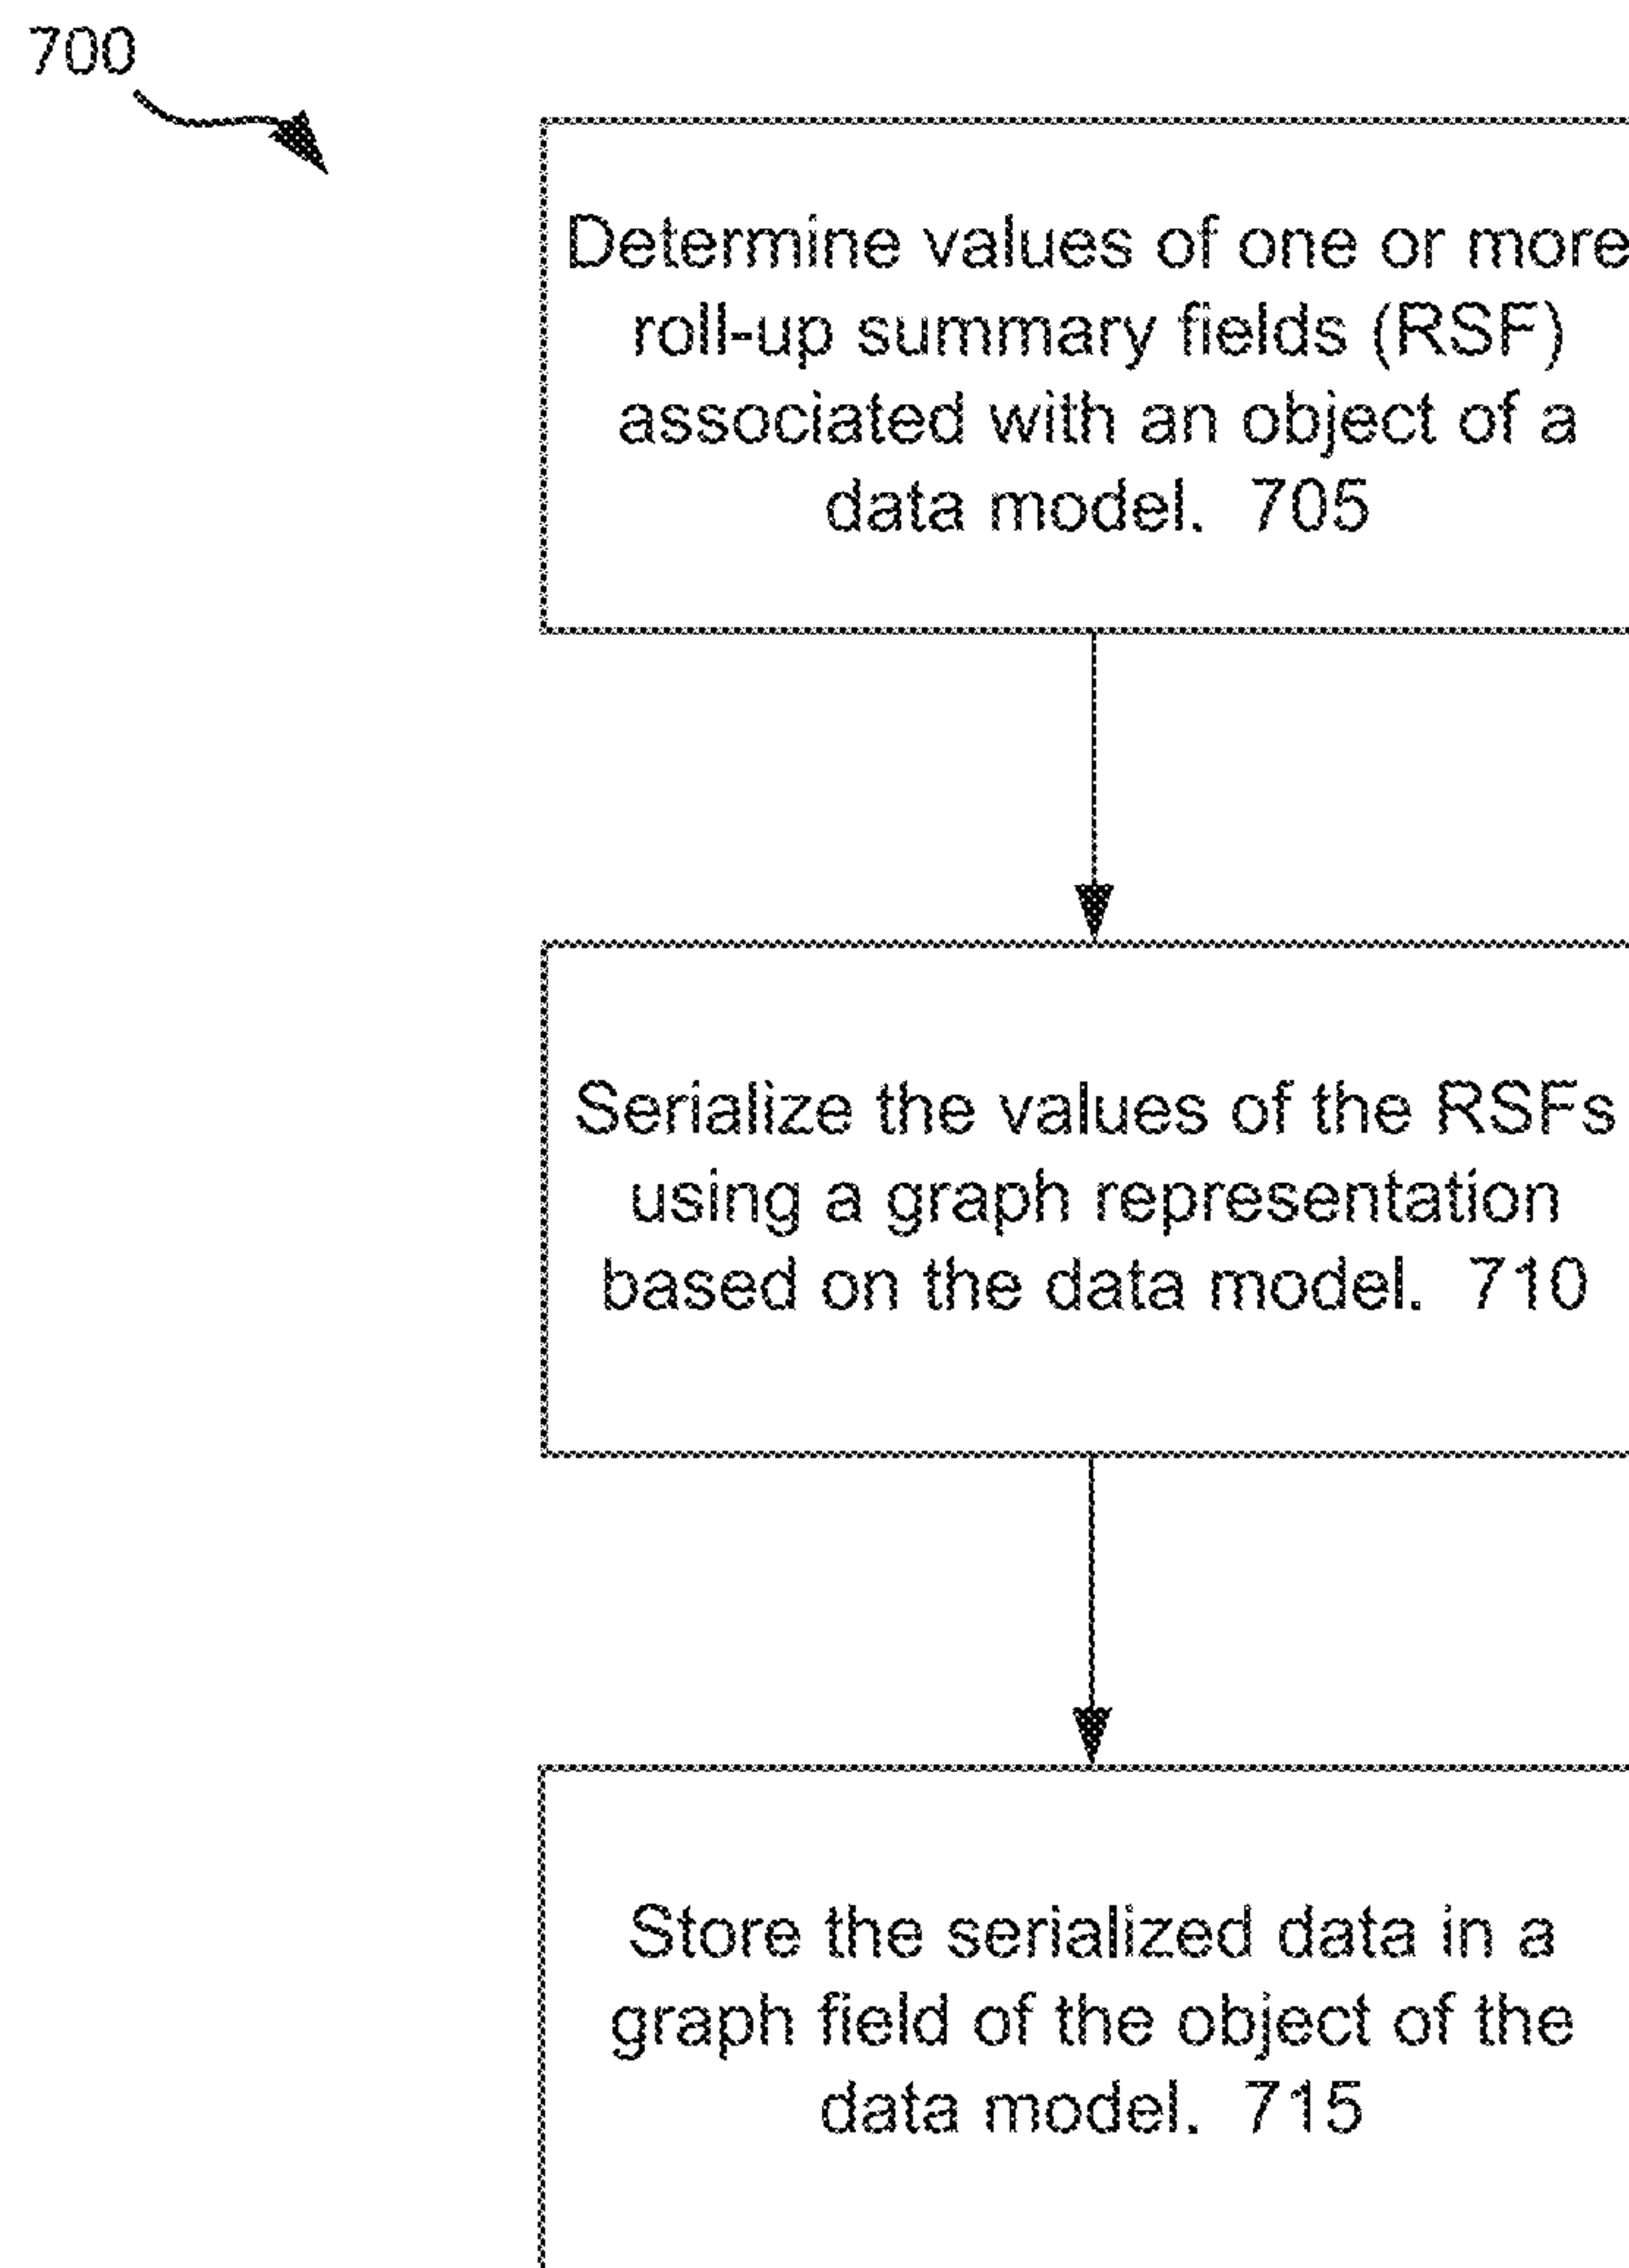 700
Determine values of one or more
roll-up summary fields (RSF)
associated with an object of a
data model. 705
Serialize the values of the RSFs
using a graph representation
based on the data model. 710
Store the serialized data in a
graph field of the object of the
data model. 715